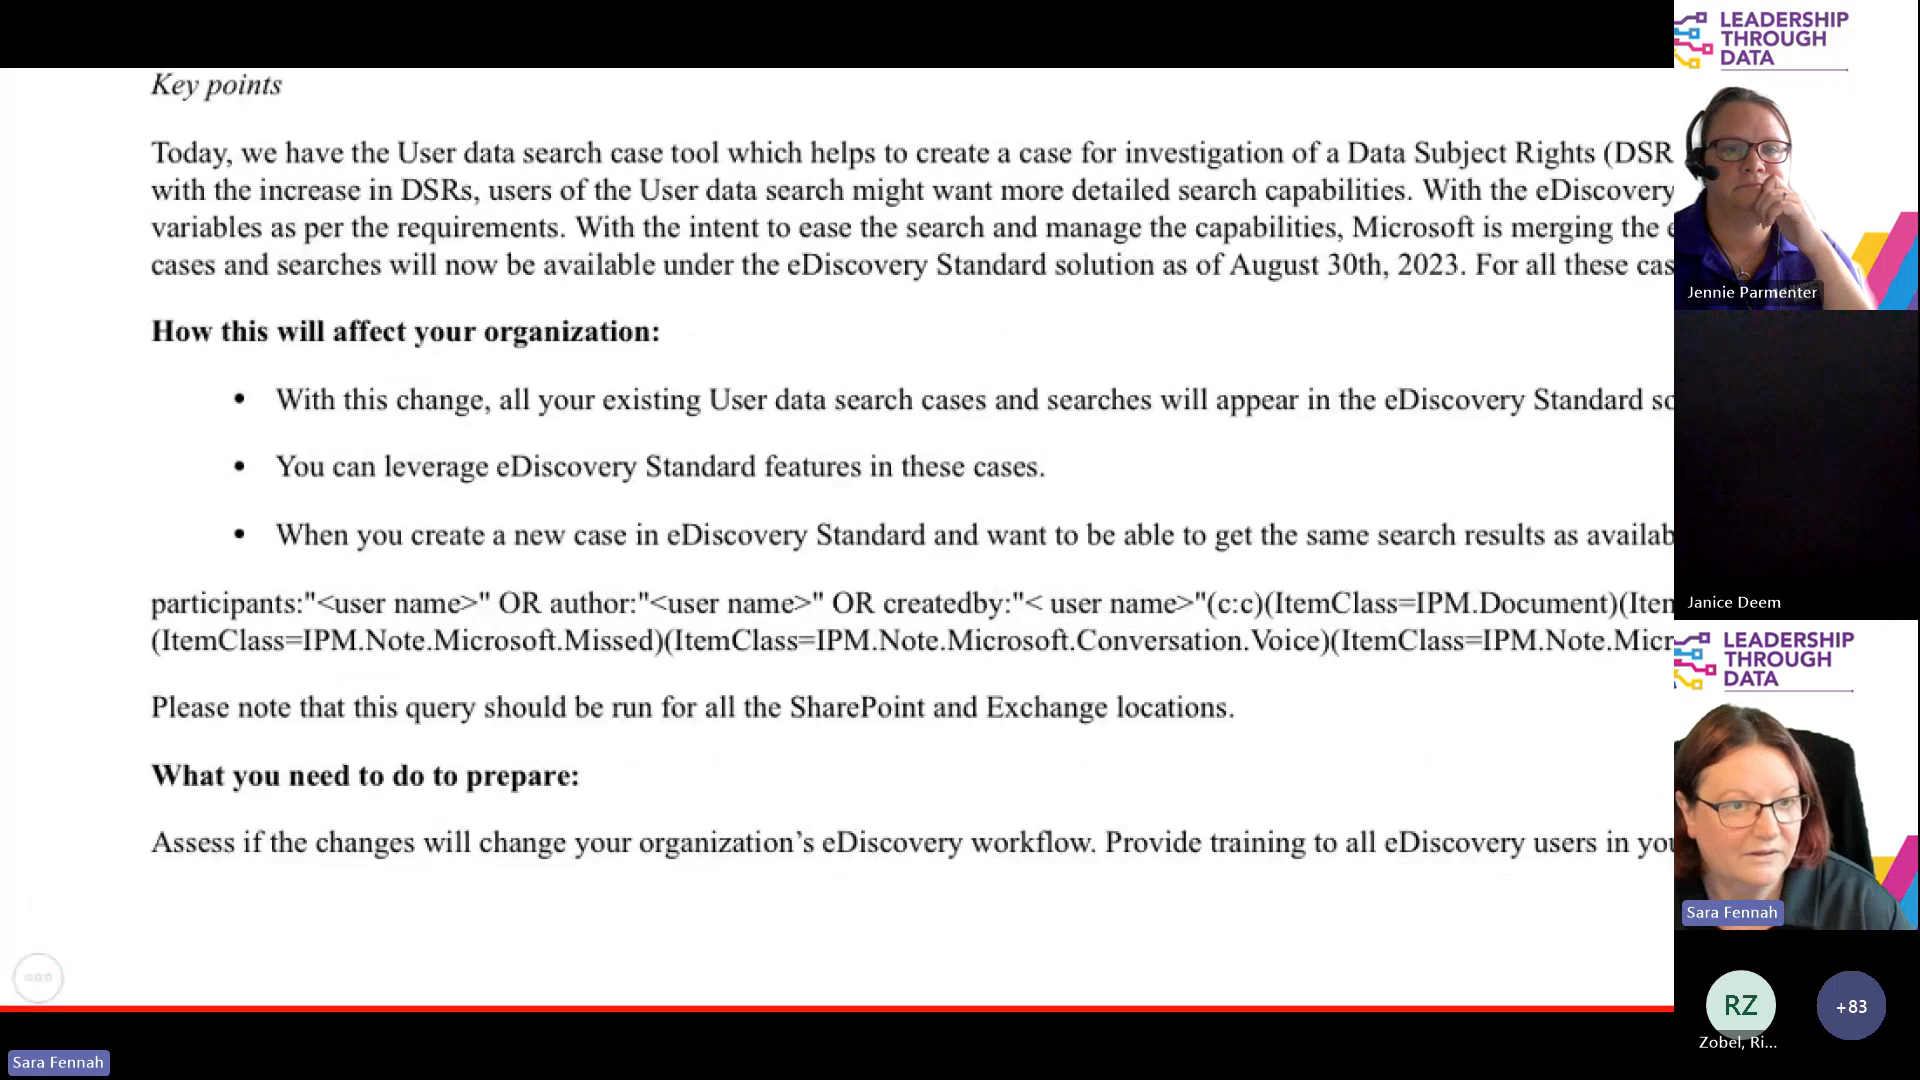 Key points
Today, we have the User data search case tool which helps to create a case for investigation of a Data Subject Rights (DSR
with the increase in DSRs, users of the User data search might want more detailed search capabilities. With the eDiscovery
variables as per the requirements. With the intent to ease the search and manage the capabilities, Microsoft is merging the
cases and searches will now be available under the eDiscovery Standard solution as of August 30th, 2023. For all these cas
How this will affect your organization:
• With this change, all your existing User data search cases and searches will appear in the eDiscovery Standard so
• You can leverage eDiscovery Standard features in these cases.
• When you create a new case in eDiscovery Standard and want to be able to get the same search results as availab
participants:"<user name>" OR author:"<user name>" OR createdby:"< user name>"(c:c)(ItemClass=IPM.Document)(Iten
(ItemClass=IPM.Note.Microsoft.Missed)(ItemClass=IPM.Note.Microsoft.Conversation.Voice)(ItemClass=IPM.Note.Micr
Please note that this query should be run for all the SharePoint and Exchange locations.
What you need to do to prepare:
Assess if the changes will change your organization’s eDiscovery workflow. Provide training to all eDiscovery users in you
Sara Fennah
LEADERSHIP
THROUGH
DATA
Jennie Parmenter
Janice Deem
LEADERSHIP
THROUGH
DATA
Sara Fennah
RZ
+83
Zobel, Ri...